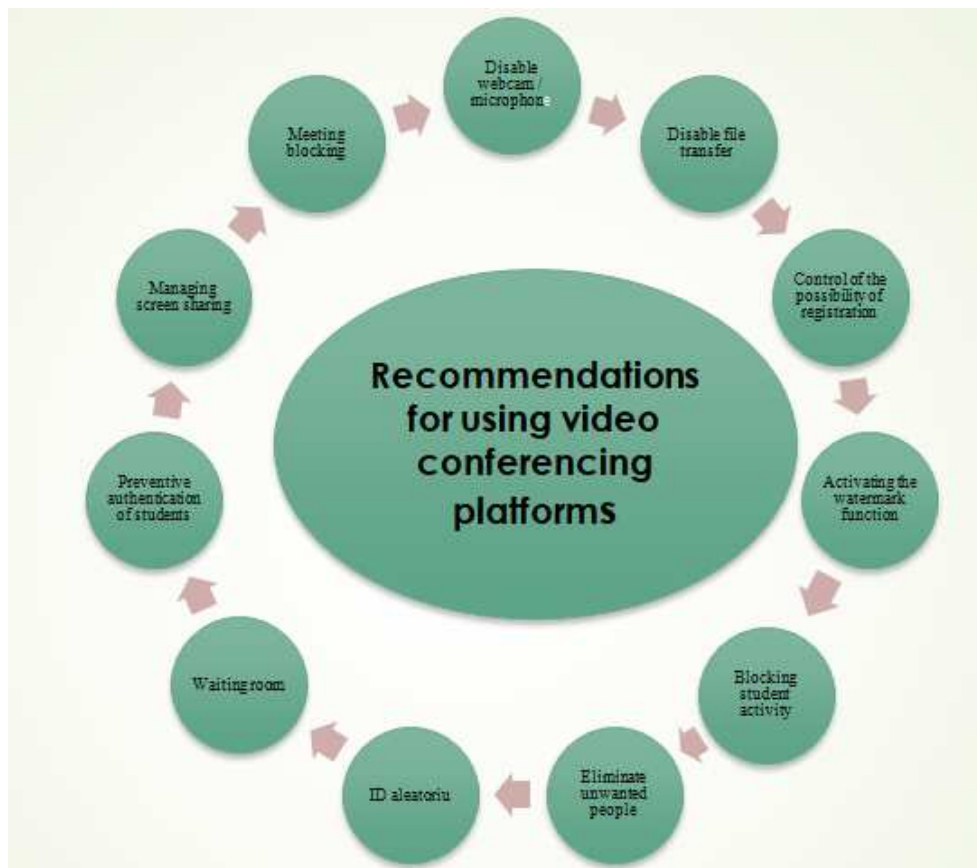 Disable
webcam /
microphone
Disable file
transfer
Control of the
possibility of
registration
Activating the
watermark
function
Blocking
student
activity
Eliminate
unwanted
people
ID aleatoriu
Waiting room
Preventive
authentication
of students
Managing
screen sharing
Meeting
blocking
Recommendations
for using video
conferencing
platforms